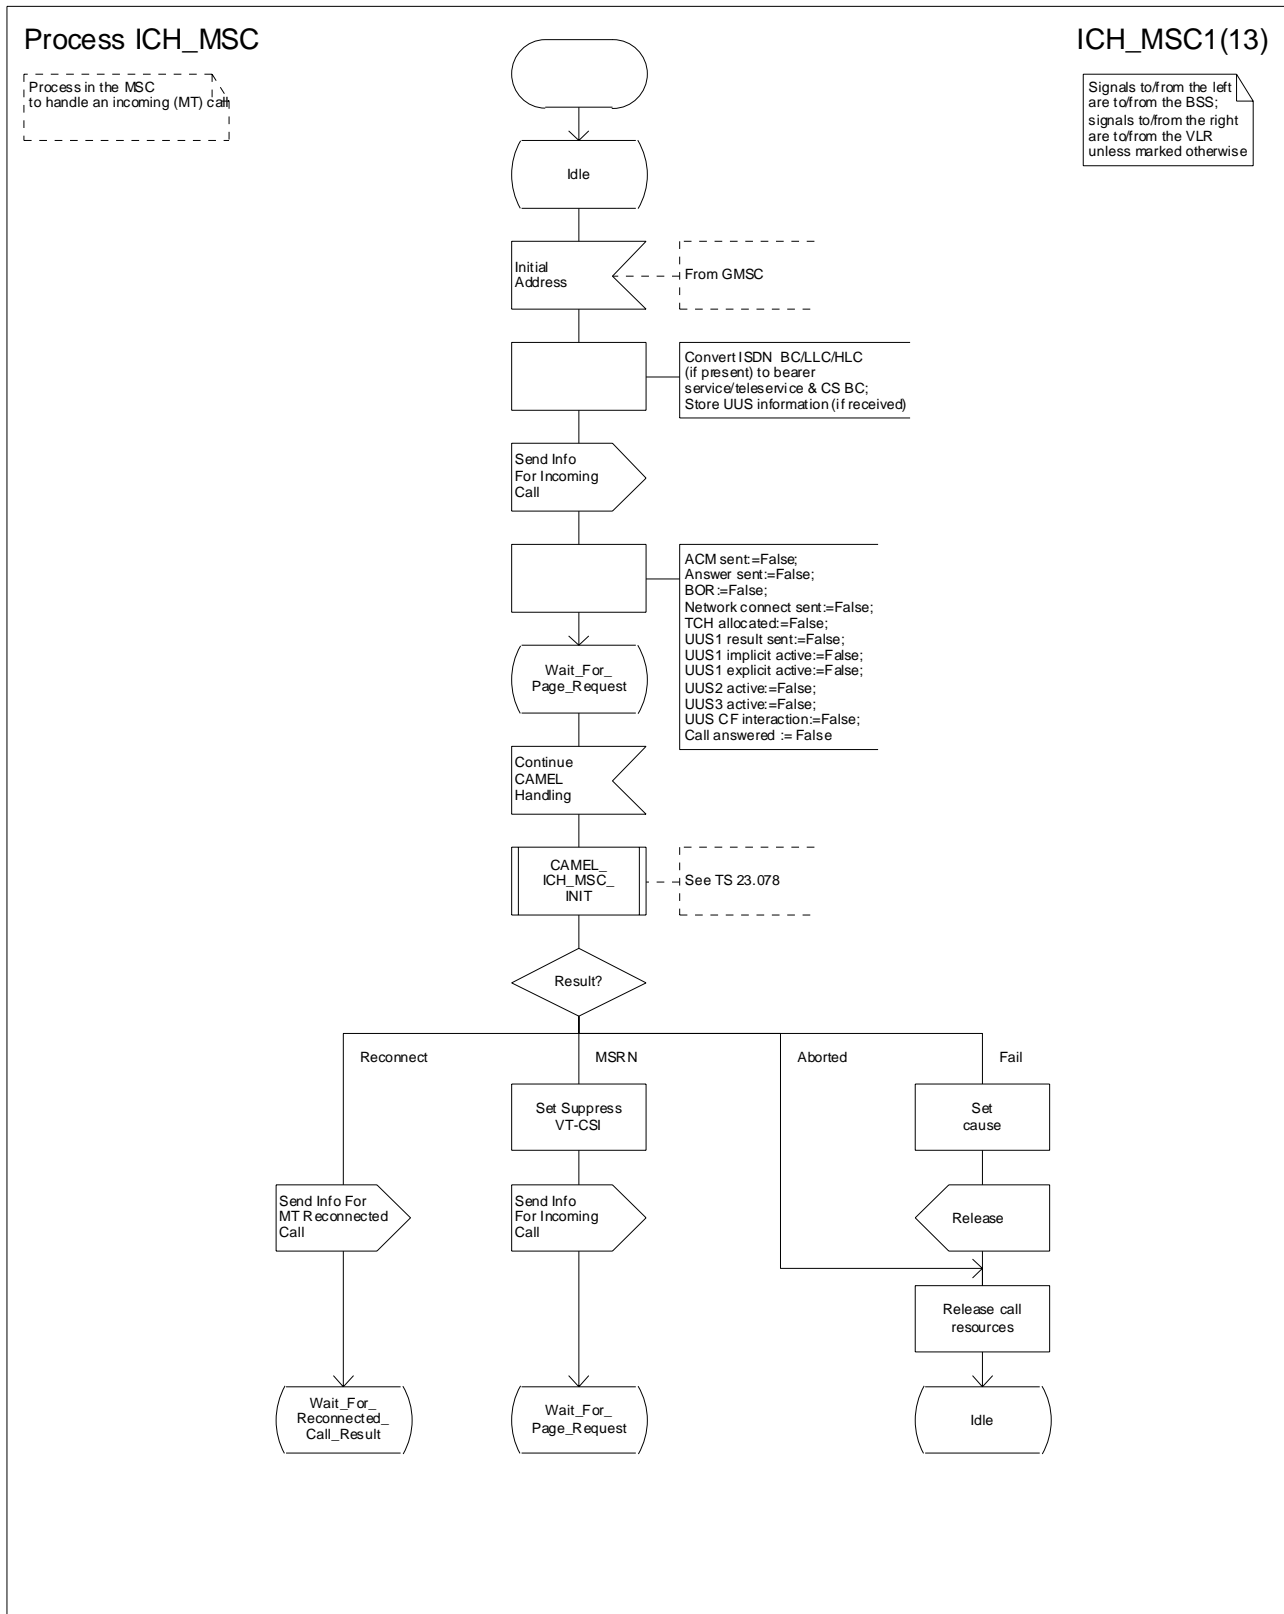 Process ICH_MSC
ICH_MSC1(13)
Process in the MSC
to handle an incoming (MT) call
Signals to/from the left
are to/from the BSS;
signals to/from the right
are to/from the VLR
unless marked otherwise
Idle
Initial
Address
From GMSC
Convert ISDN BC/LLC/HLC
(if present) to bearer
service/teleservice & CS BC;
Store UUS information (if received)
Send Info
For Incoming
Call
ACM sent:=False;
Answer sent:=False;
BOR:=False;
Network connect sent:=False;
TCH allocated:=False;
UUS1 result sent:=False;
UUS1 implicit active:=False;
UUS1 explicit active:=False;
UUS2 active:=False;
UUS3 active:=False;
UUS CF interaction:=False;
Call answered := False
Wait_For_
Page_Request
Continue
CAMEL
Handling
CAMEL_
ICH_MSC_
INIT
See TS 23.078
Result?
Reconnect
MSRN
Aborted
Fail
Set Suppress
VT-CSI
Set
cause
Send Info For
MT Reconnected
Call
Send Info
For Incoming
Call
Release
Release call
resources
Wait_For_
Reconnected_
Call_Result
Wait_For_
Page_Request
Idle